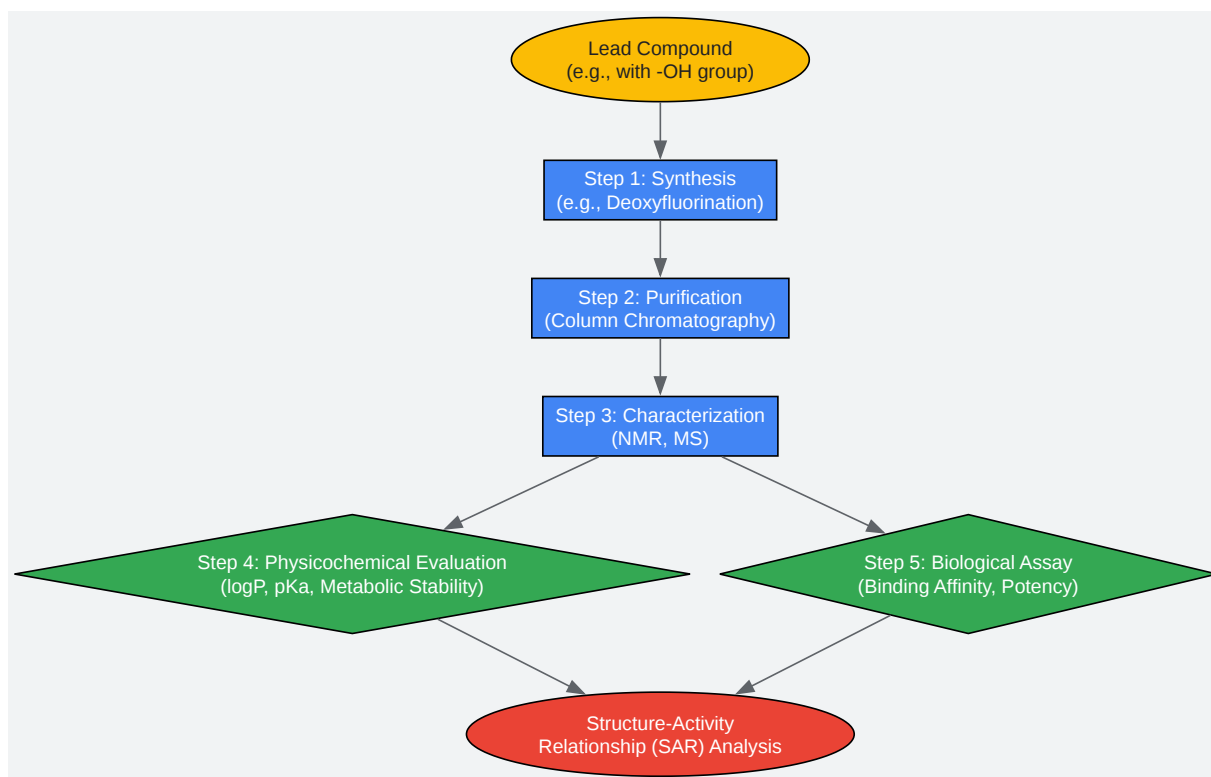 Lead Compound
(e.g., with -OH group)
Step 1: Synthesis
(e.g., Deoxyfluorination)
Step 2: Purification
(Column Chromatography)
Step 3: Characterization
(NMR, MS)
Step 4: Physicochemical Evaluation
(logP, pKa, Metabolic Stability)
Step 5: Biological Assay
(Binding Affinity, Potency)
Structure-Activity
Relationship (SAR) Analysis